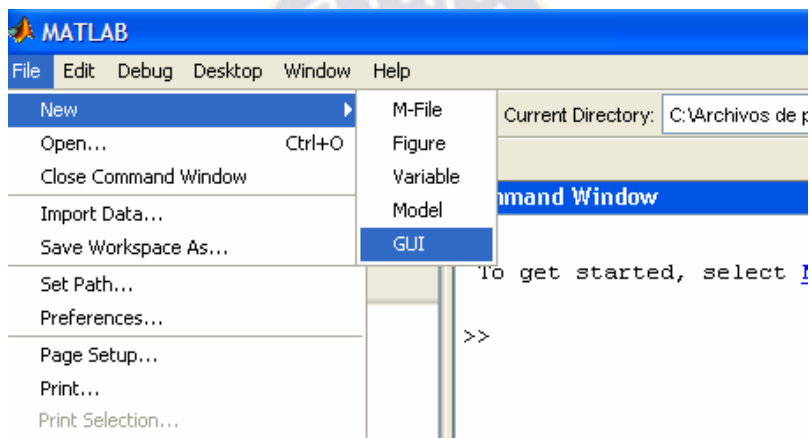 MATLAB
File Edit Debug Desktop Window Help
New
Open... Ctrl+O
Close Command Window
Import Data...
Save Workspace As...
Set Path...
Preferences...
Page Setup...
Print...
Print Selection...
M-File
Figure
Variable
Model
GUI
Current Directory: C:\Archivos de
Window
To get started, select
>>